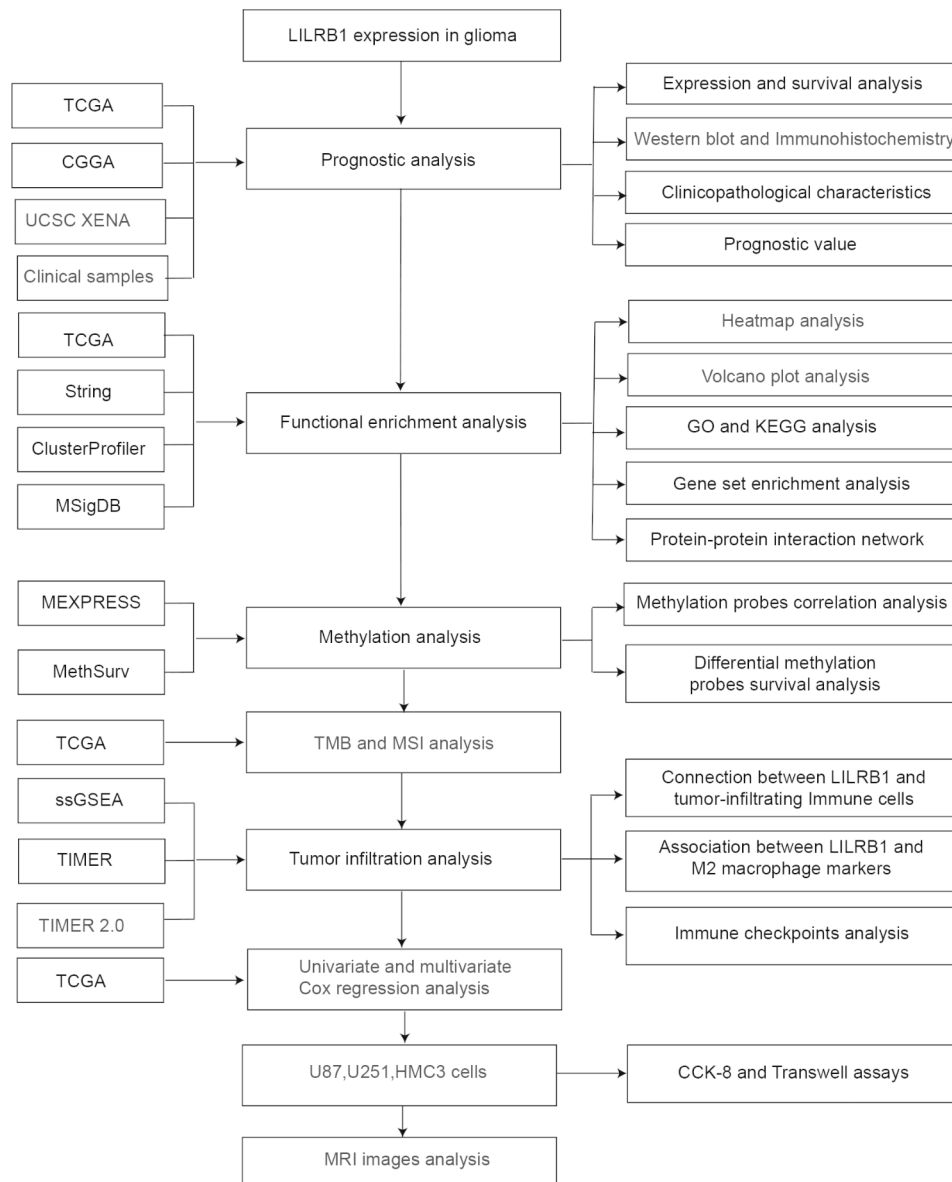 LILRB1 expression in glioma
TCGA
CGGA
UCSC XENA
Clinical samples
Prognostic analysis
Expression and survival analysis
Western blot and Immunohistochemistry
Clinicopathological characteristics
Prognostic value
TCGA
String
ClusterProfiler
MSigDB
Functional enrichment analysis
Heatmap analysis
Volcano plot analysis
GO and KEGG analysis
Gene set enrichment analysis
Protein-protein interaction network
MEXPRESS
MethSurv
Methylation analysis
Methylation probes correlation analysis
Differential methylation
probes survival analysis
TCGA
TMB and MSI analysis
ssGSEA
TIMER
TIMER 2.0
Tumor infiltration analysis
Connection between LILRB1 and
tumor-infiltrating Immune cells
Association between LILRB1 and
M2 macrophage markers
Immune checkpoints analysis
TCGA
Univariate and multivariate
Cox regression analysis
U87,U251,HMC3 cells
CCK-8 and Transwell assays
MRI images analysis